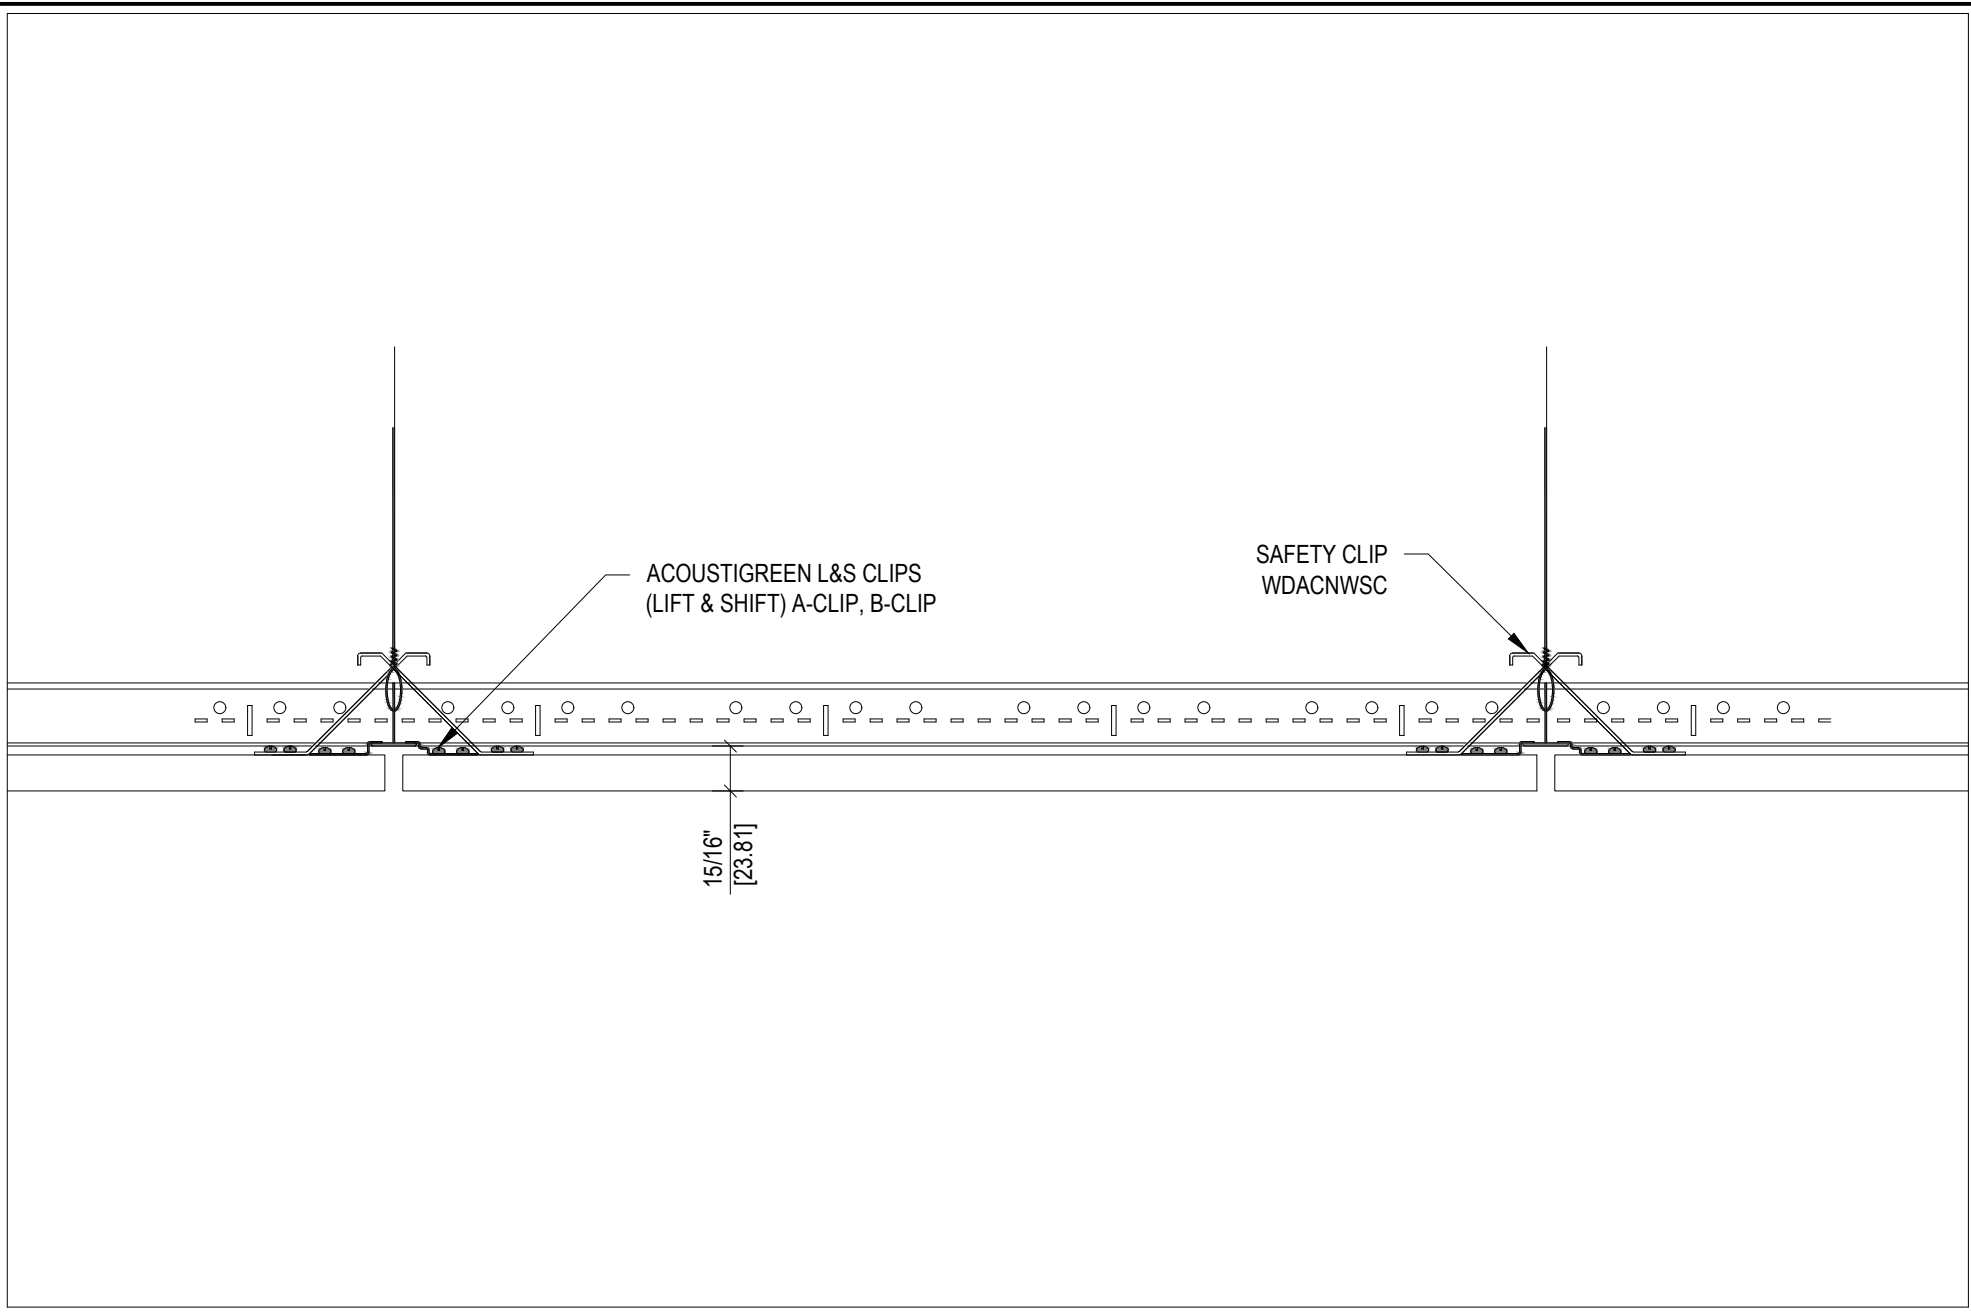 ACOUSTIGREEN L&S CLIPS
(LIFT & SHIFT) A-CLIP, B-CLIP
SAFETY CLIP
WDACNWSC
15/16"
[23.81]